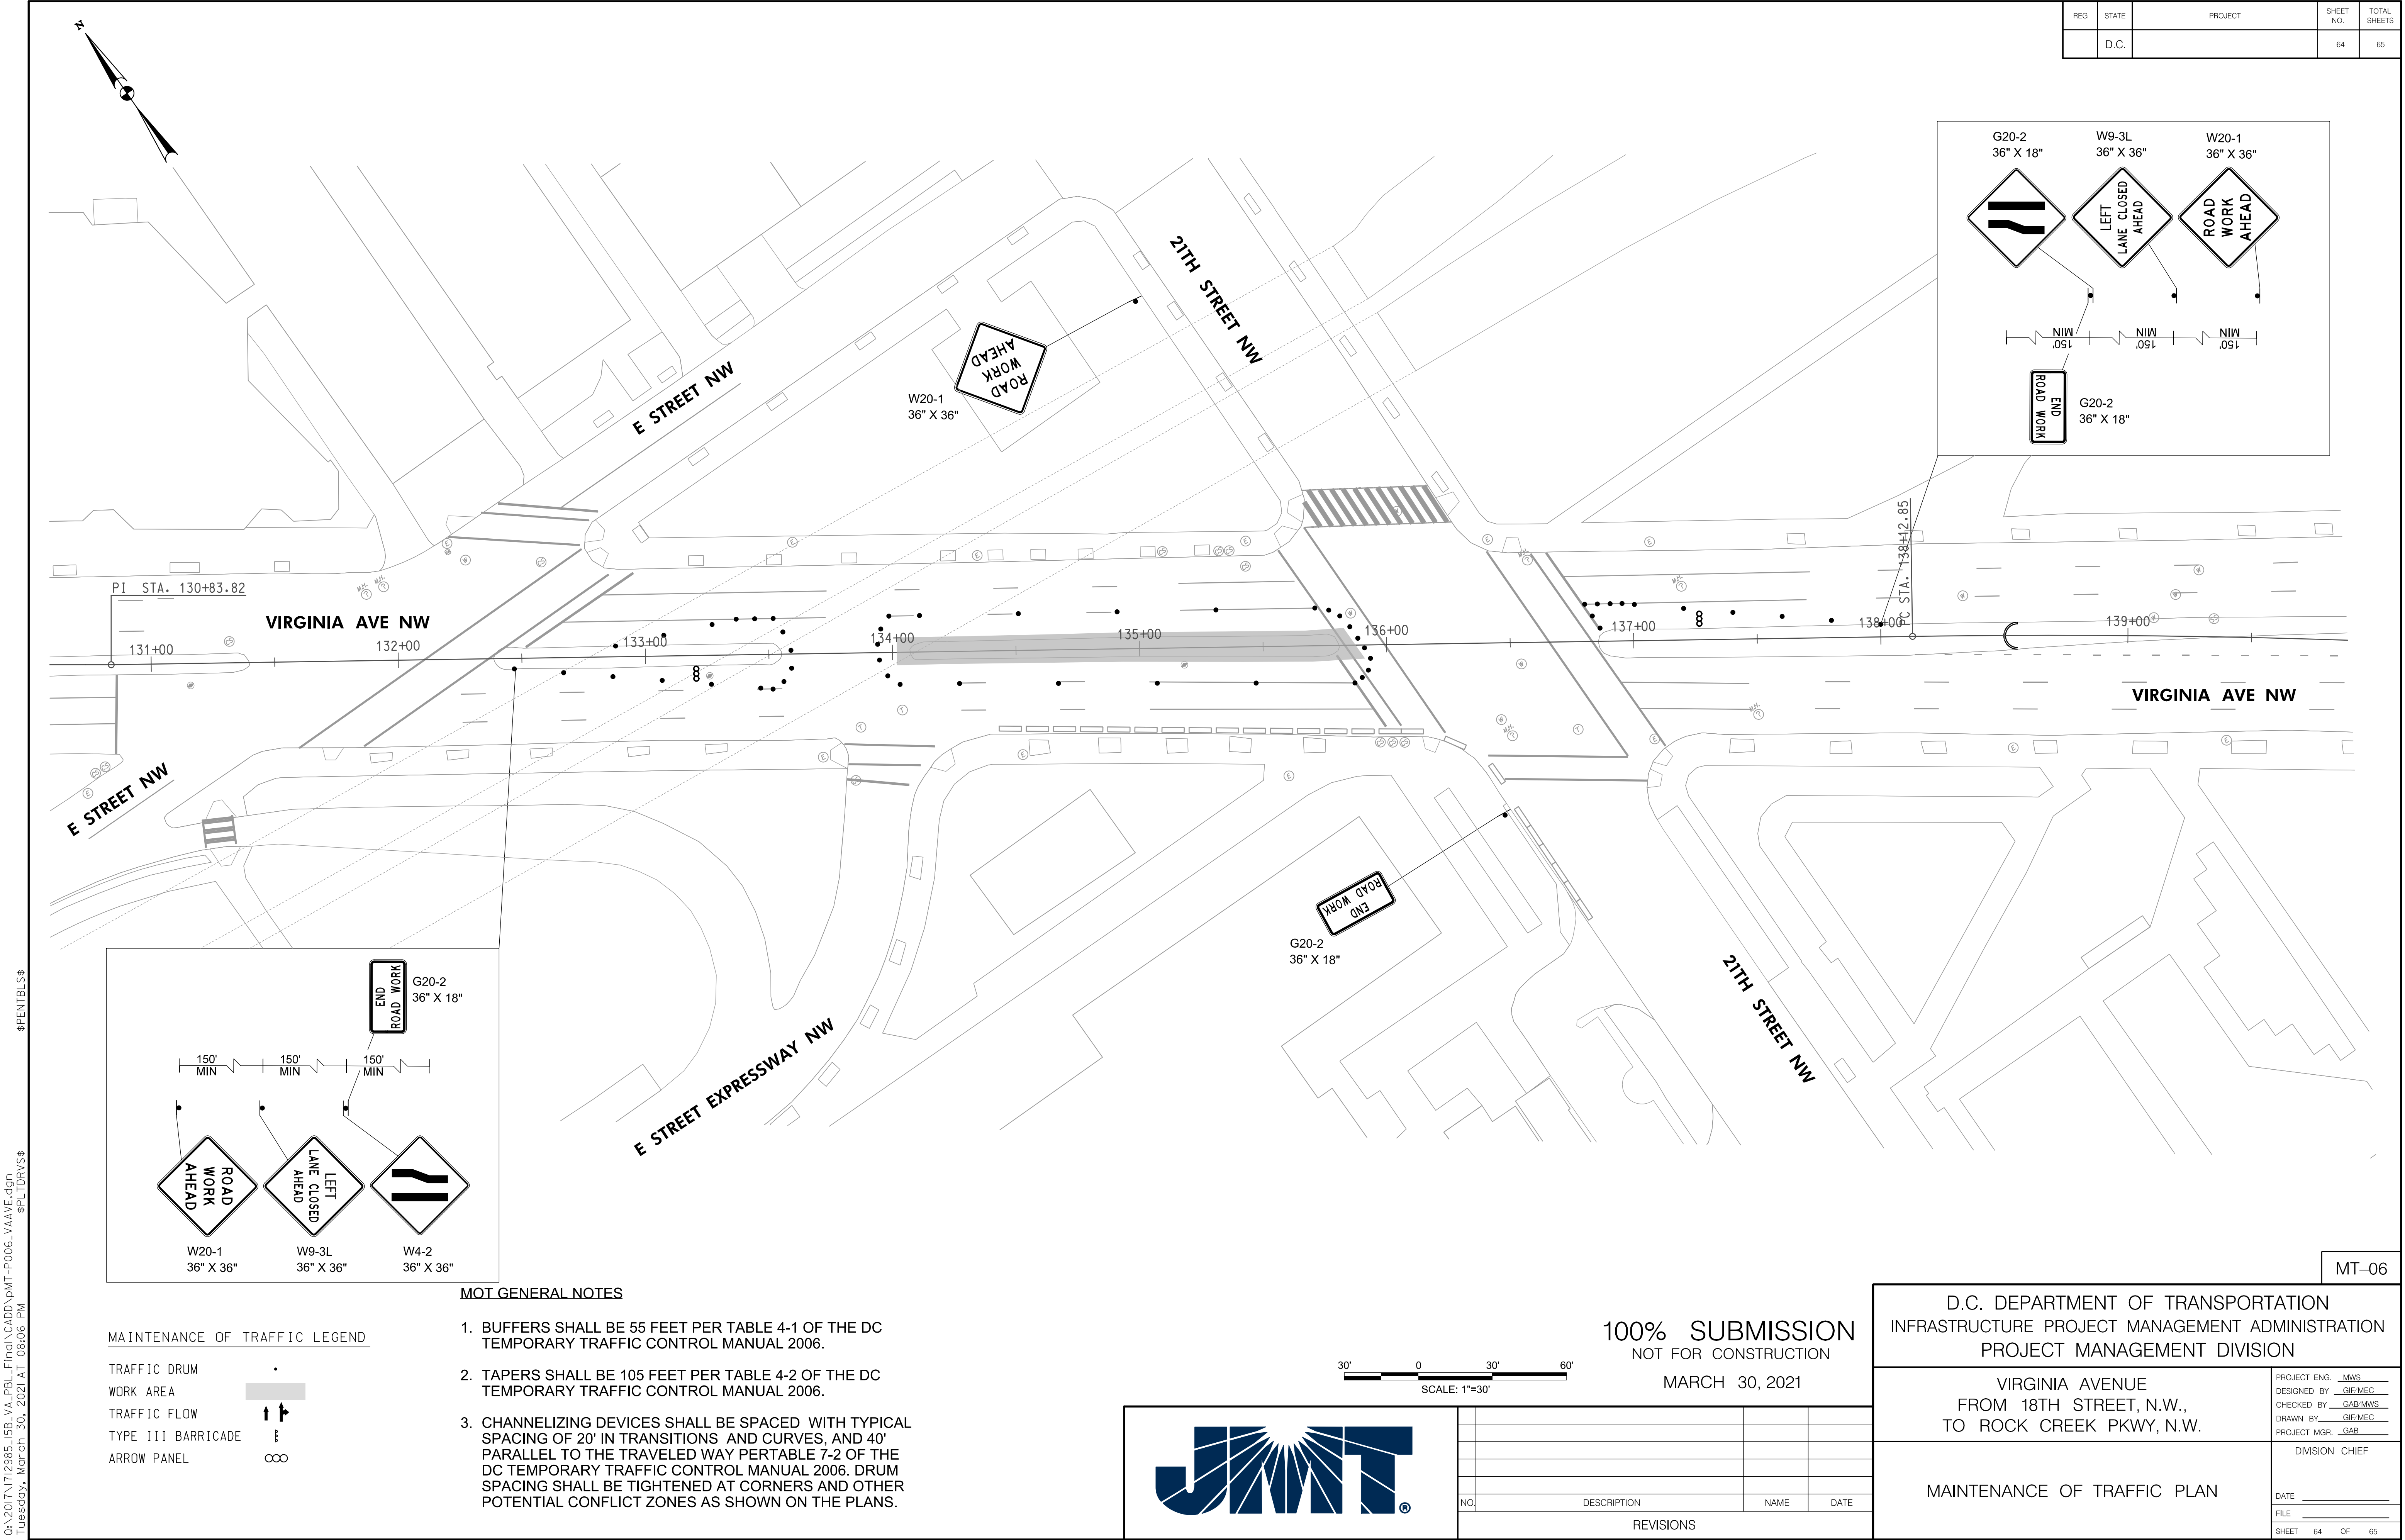 REG STATE PROJECT SHEET NO. TOTAL SHEETS
D.C. 64 65
N
G20-2
36" X 18"
W9-3L
36" X 36"
W20-1
36" X 36"
LEFT
LANE CLOSED
AHEAD
ROAD
WORK
AHEAD
150'
MIN
150'
MIN
150'
MIN
END
ROAD WORK
G20-2
36" X 18"
21TH STREET NW
E STREET NW
ROAD
WORK
AHEAD
W20-1
36" X 36"
PI STA. 130+83.82
VIRGINIA AVE NW
131+00
132+00
133+00
134+00
135+00
136+00
137+00
138+00
139+00
PC STA. 138+12.85
VIRGINIA AVE NW
E STREET NW
END
ROAD WORK
G20-2
36" X 18"
21TH STREET NW
E STREET EXPRESSWAY NW
END
ROAD WORK
G20-2
36" X 18"
150'
MIN
150'
MIN
150'
MIN
ROAD
WORK
AHEAD
LEFT
LANE CLOSED
AHEAD
W20-1
36" X 36"
W9-3L
36" X 36"
W4-2
36" X 36"
MAINTENANCE OF TRAFFIC LEGEND
TRAFFIC DRUM
WORK AREA
TRAFFIC FLOW
TYPE III BARRICADE
ARROW PANEL
MOT GENERAL NOTES
1. BUFFERS SHALL BE 55 FEET PER TABLE 4-1 OF THE DC
TEMPORARY TRAFFIC CONTROL MANUAL 2006.
2. TAPERS SHALL BE 105 FEET PER TABLE 4-2 OF THE DC
TEMPORARY TRAFFIC CONTROL MANUAL 2006.
3. CHANNELIZING DEVICES SHALL BE SPACED WITH TYPICAL
SPACING OF 20' IN TRANSITIONS AND CURVES, AND 40'
PARALLEL TO THE TRAVELED WAY PERTABLE 7-2 OF THE
DC TEMPORARY TRAFFIC CONTROL MANUAL 2006. DRUM
SPACING SHALL BE TIGHTENED AT CORNERS AND OTHER
POTENTIAL CONFLICT ZONES AS SHOWN ON THE PLANS.
30' 0 30' 60'
SCALE: 1"=30'
100% SUBMISSION
NOT FOR CONSTRUCTION
MARCH 30, 2021
JMT®
NO. DESCRIPTION NAME DATE
REVISIONS
MT-06
D.C. DEPARTMENT OF TRANSPORTATION
INFRASTRUCTURE PROJECT MANAGEMENT ADMINISTRATION
PROJECT MANAGEMENT DIVISION
VIRGINIA AVENUE
FROM 18TH STREET, N.W.,
TO ROCK CREEK PKWY, N.W.
MAINTENANCE OF TRAFFIC PLAN
PROJECT ENG. MWS
DESIGNED BY GIF/MEC
CHECKED BY GAB/MWS
DRAWN BY GIF/MEC
PROJECT MGR. GAB
DIVISION CHIEF
DATE
FILE
SHEET 64 OF 65
Q:\2017\1712985_15B_VA_PBL_Final\CADD\pMT-P006_VAAVE.dgn
Tuesday, March 30, 2021 AT 08:06 PM
$PLTDRVS$
$PENTBLS$